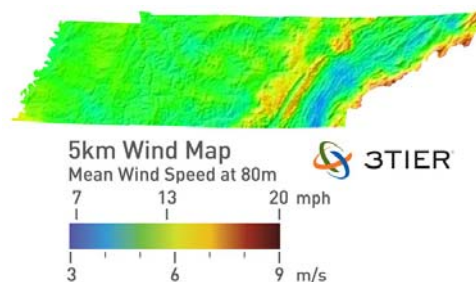 5km Wind Map
Mean Wind Speed at 80m
3TIER®
7 13 20 mph
3 6 9 m/s